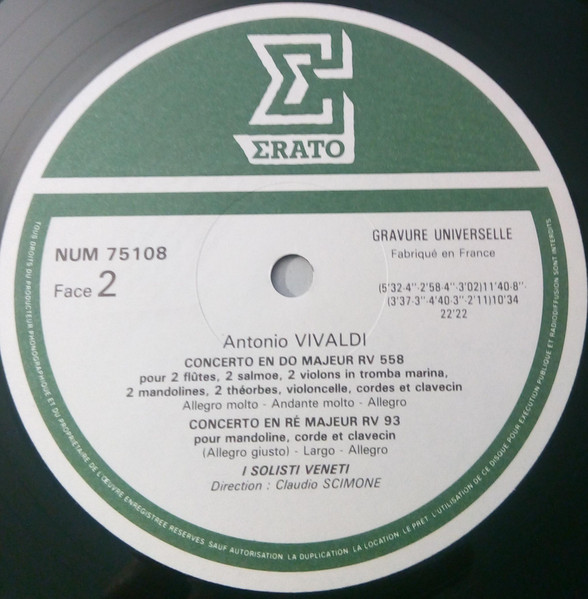 ΣRATO
NUM 75108
Face 2
GRAVURE UNIVERSELLE
Fabriqué en France
(5'32·4''·2'58·4''·3'02)11'40·8''·
(3'37·3''·4'40·3''·2'11)10'34
22'22
Antonio VIVALDI
CONCERTO EN DO MAJEUR RV 558
pour 2 flûtes, 2 salmoe, 2 violons in tromba marina,
2 mandolines, 2 théorbes, violoncelle, cordes et clavecin
Allegro molto - Andante molto - Allegro
CONCERTO EN RÉ MAJEUR RV 93
pour mandoline, corde et clavecin
(Allegro giusto) - Largo - Allegro
I SOLISTI VENETI
Direction : Claudio SCIMONE
TOUS DROITS DU PRODUCTEUR PHONOGRAPHIQUE ET DU PROPRIETAIRE DE L'ŒUVRE ENREGISTREE RESERVES. SAUF AUTORISATION. LA DUPLICATION. LA LOCATION. LE PRET. L'UTILISATION DE CE DISQUE POUR EXECUTION PUBLIQUE ET RADIODIFFUSION SONT INTERDITS